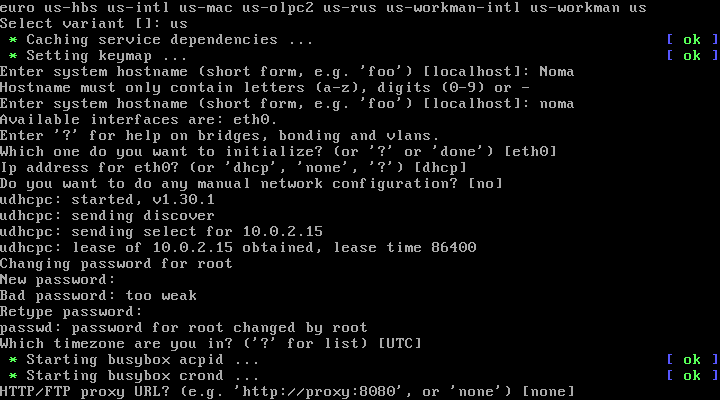 euro us-hbs us-intl us-mac us-olpc2 us-rus us-workman-intl us-workman us
Select variant []: us
* Caching service dependencies ... [ ok ]
* Setting keymap ... [ ok ]
Enter system hostname (short form, e.g. 'foo') [localhost]: Noma
Hostname must only contain letters (a-z), digits (0-9) or -
Enter system hostname (short form, e.g. 'foo') [localhost]: noma
Available interfaces are: eth0.
Enter '?' for help on bridges, bonding and vlans.
Which one do you want to initialize? (or '?' or 'done') [eth0]
Ip address for eth0? (or 'dhcp', 'none', '?') [dhcp]
Do you want to do any manual network configuration? [no]
udhcpc: started, v1.30.1
udhcpc: sending discover
udhcpc: sending select for 10.0.2.15
udhcpc: lease of 10.0.2.15 obtained, lease time 86400
Changing password for root
New password:
Bad password: too weak
Retype password:
passwd: password for root changed by root
Which timezone are you in? ('?' for list) [UTC]
* Starting busybox acpid ... [ ok ]
* Starting busybox crond ... [ ok ]
HTTP/FTP proxy URL? (e.g. 'http://proxy:8080', or 'none') [none]